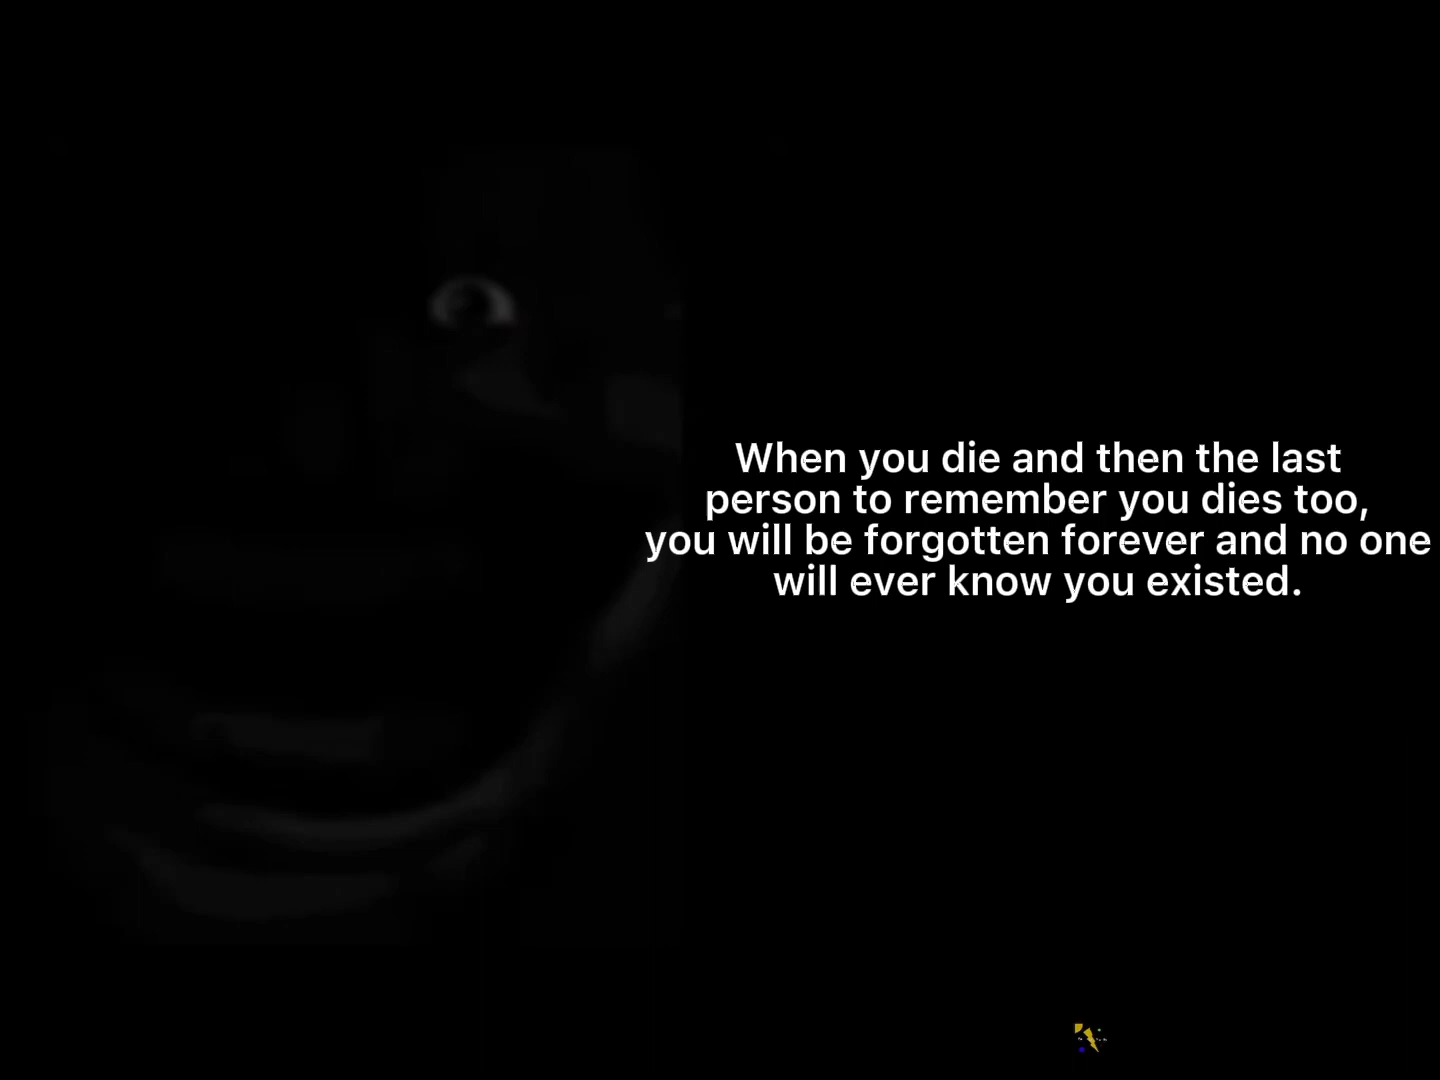 When you die and then the last
person to remember you dies too,
you will be forgotten forever and no one
will ever know you existed.